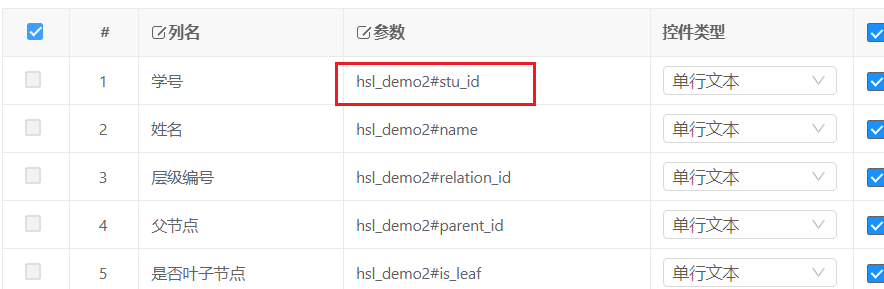 # 列名 参数 控件类型
1 学号 hsl_demo2#stu_id 单行文本
2 姓名 hsl_demo2#name 单行文本
3 层级编号 hsl_demo2#relation_id 单行文本
4 父节点 hsl_demo2#parent_id 单行文本
5 是否叶子节点 hsl_demo2#is_leaf 单行文本